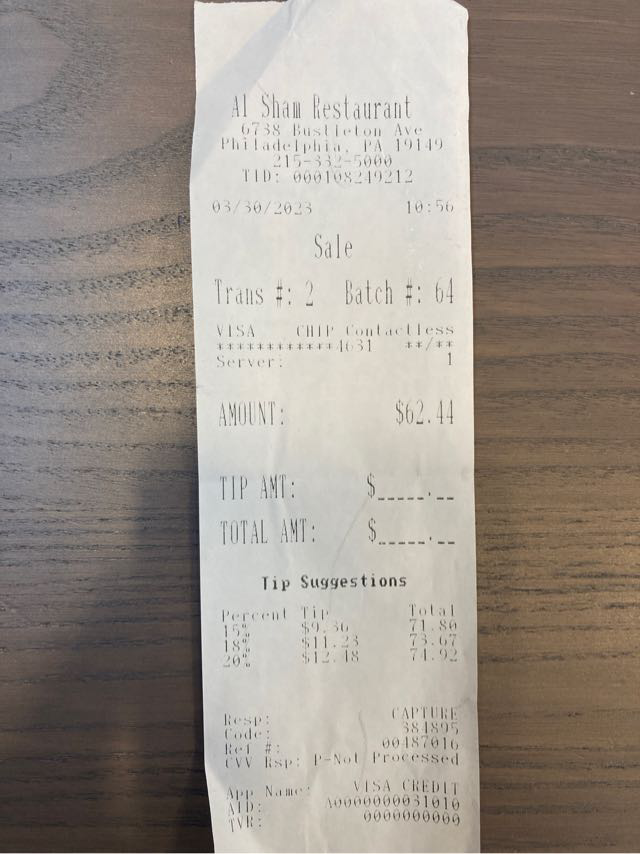 Al Sham Restaurant
6738 Bustleton Ave
Philadelphia, PA 19149
215-332-5000
TID: 000108249212
03/30/2023 10:56
Sale
Trans #: 2 Batch #: 64
VISA CHIP Contactless
************4631 **/**
Server: 1
AMOUNT: $62.44
TIP AMT: $_____.__
TOTAL AMT: $_____.__
Tip Suggestions
Percent Tip Total
15% $9.36 71.80
18% $11.23 73.67
20% $12.48 74.92
Resp: CAPTURE
Code: 384895
Ref #: 00487016
CVV Rsp: P-Not Processed
App Name: VISA CREDIT
AID: A0000000031010
TVR: 0000000000